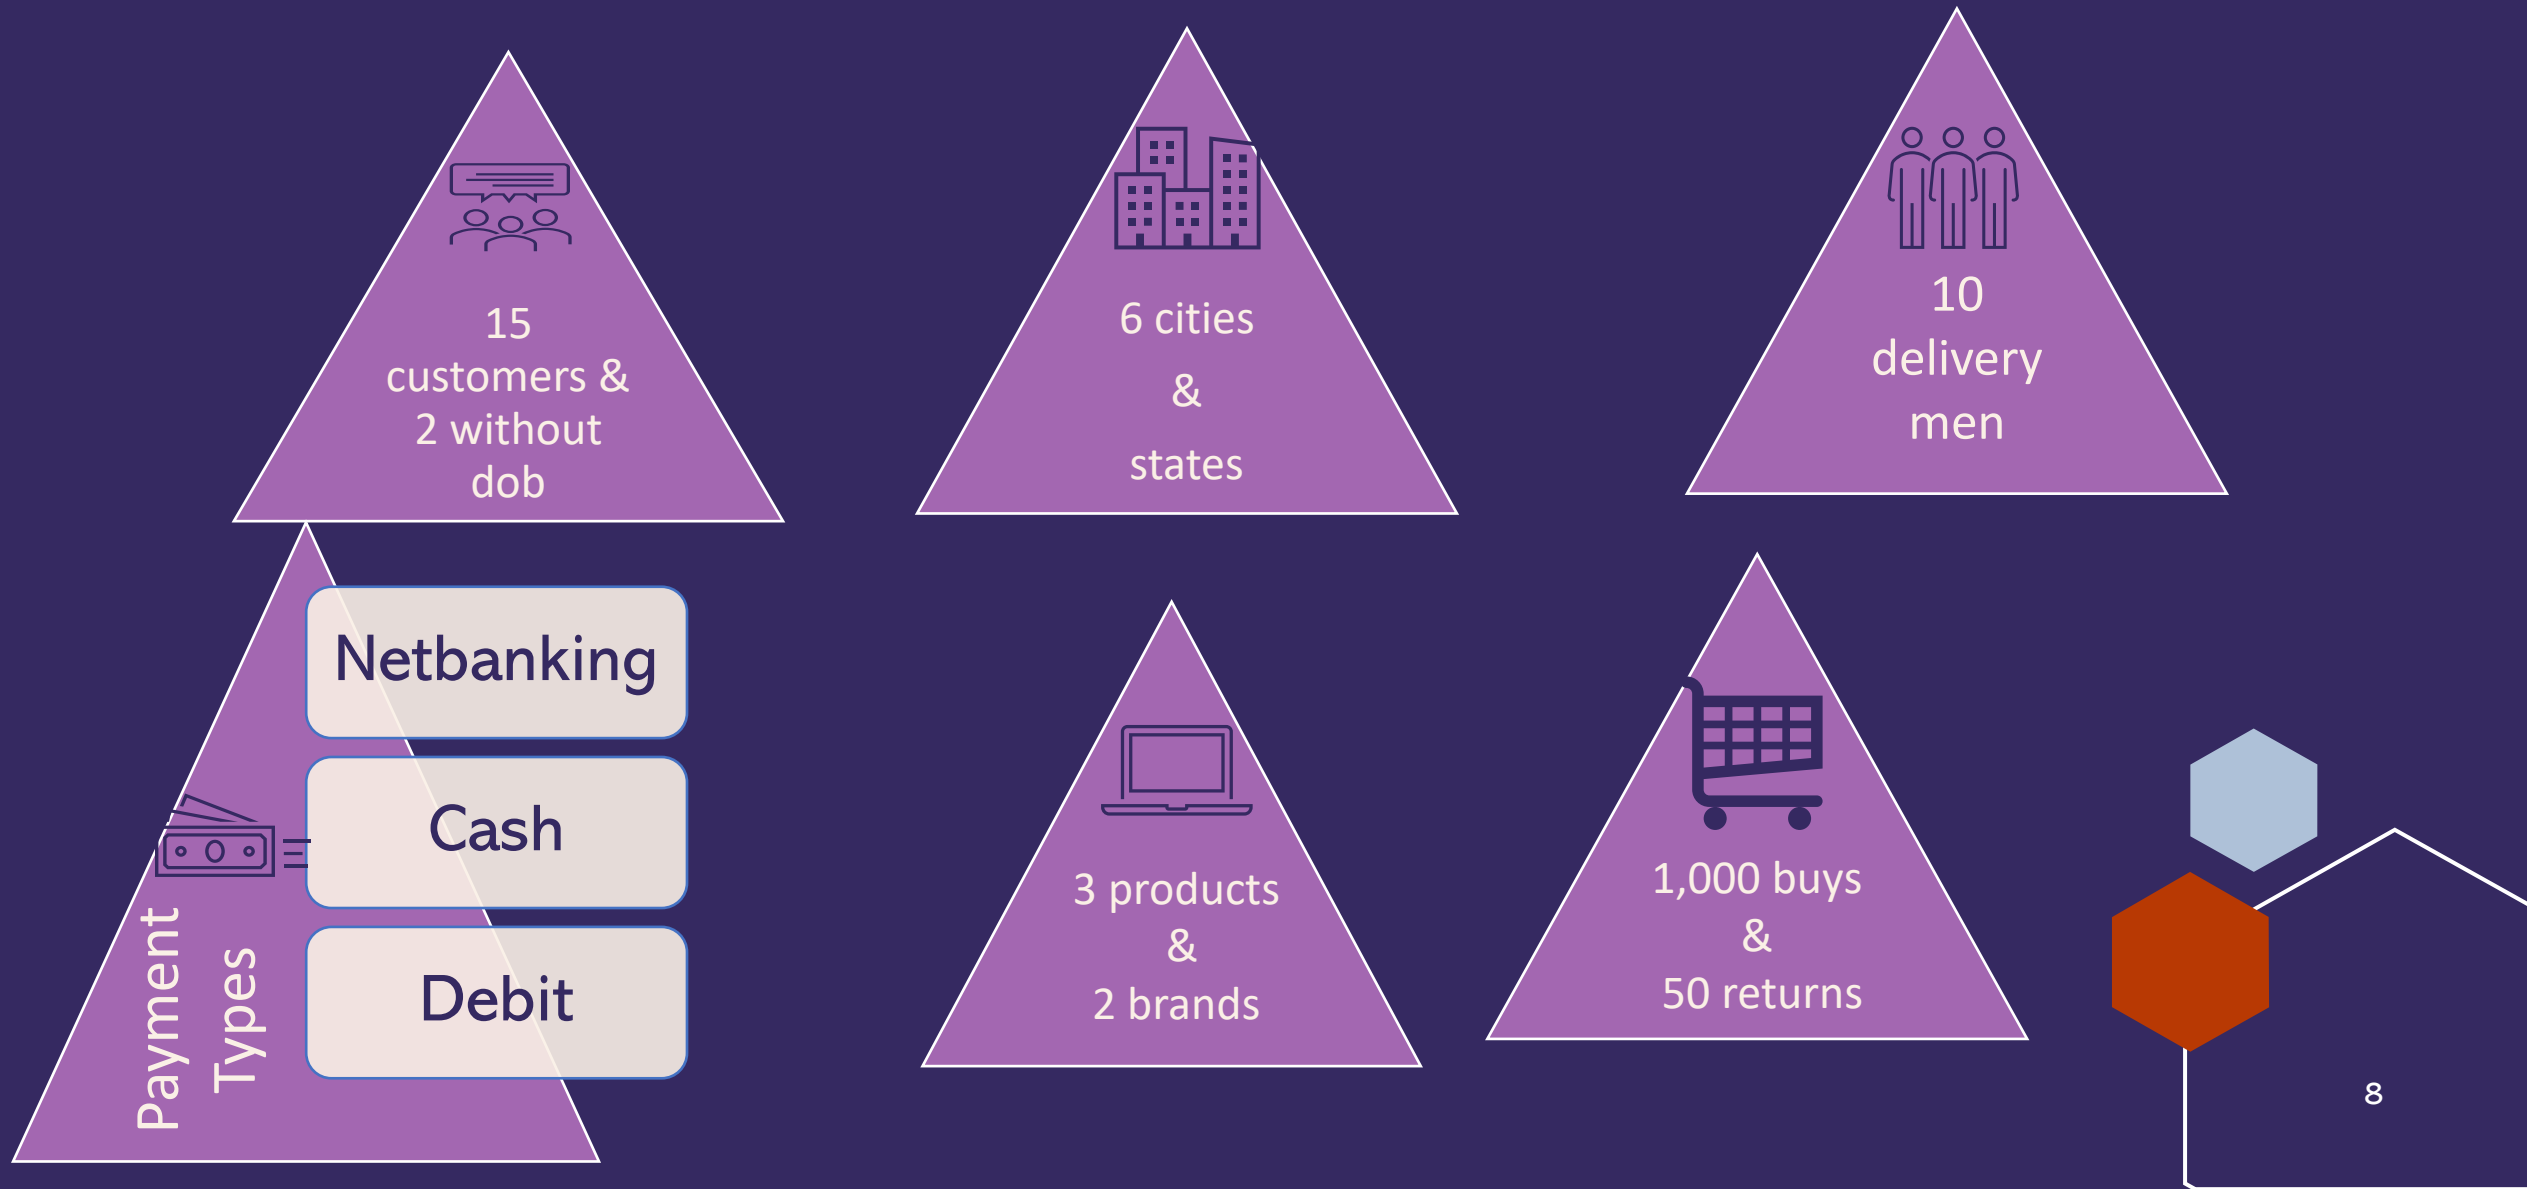 15
customers &
2 without
dob
6 cities
&
states
10
delivery
men
Payment
Types
Netbanking
Cash
Debit
3 products
&
2 brands
1,000 buys
&
50 returns
8